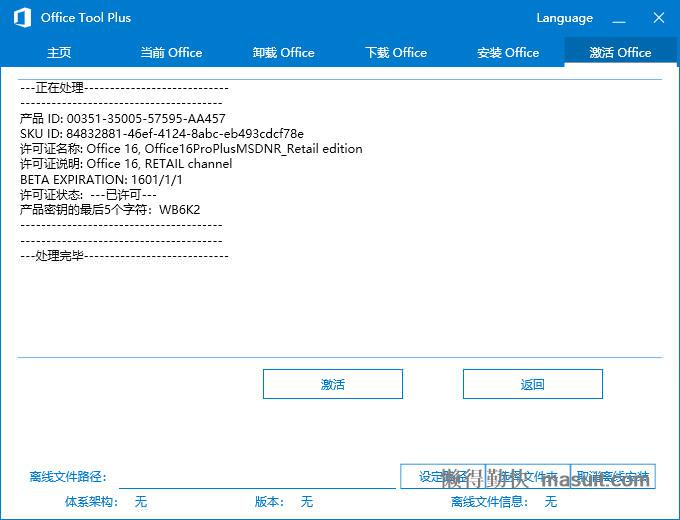 Office Tool Plus
Language
主页 当前 Office 卸载 Office 下载 Office 安装 Office 激活 Office
---正在处理----------------------------
---------------------------------------
产品 ID: 00351-35005-57595-AA457
SKU ID: 84832881-46ef-4124-8abc-eb493cdcf78e
许可证名称: Office 16, Office16ProPlusMSDNR_Retail edition
许可证说明: Office 16, RETAIL channel
BETA EXPIRATION: 1601/1/1
许可证状态: ---已许可---
产品密钥的最后5个字符：WB6K2
---------------------------------------
---------------------------------------
---处理完毕----------------------------
激活 返回
离线文件路径： 设定路径 文件夹 取消离线安装
懒得勤快 masuit.com
体系架构： 无 版本： 无 离线文件信息： 无